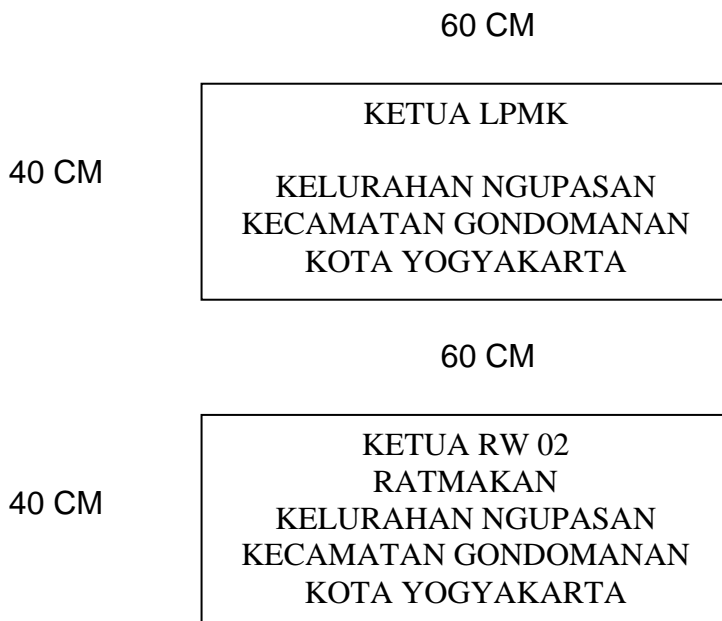 60 CM
40 CM
KETUA LPMK
KELURAHAN NGUPASAN
KECAMATAN GONDOMANAN
KOTA YOGYAKARTA
60 CM
40 CM
KETUA RW 02
RATMAKAN
KELURAHAN NGUPASAN
KECAMATAN GONDOMANAN
KOTA YOGYAKARTA